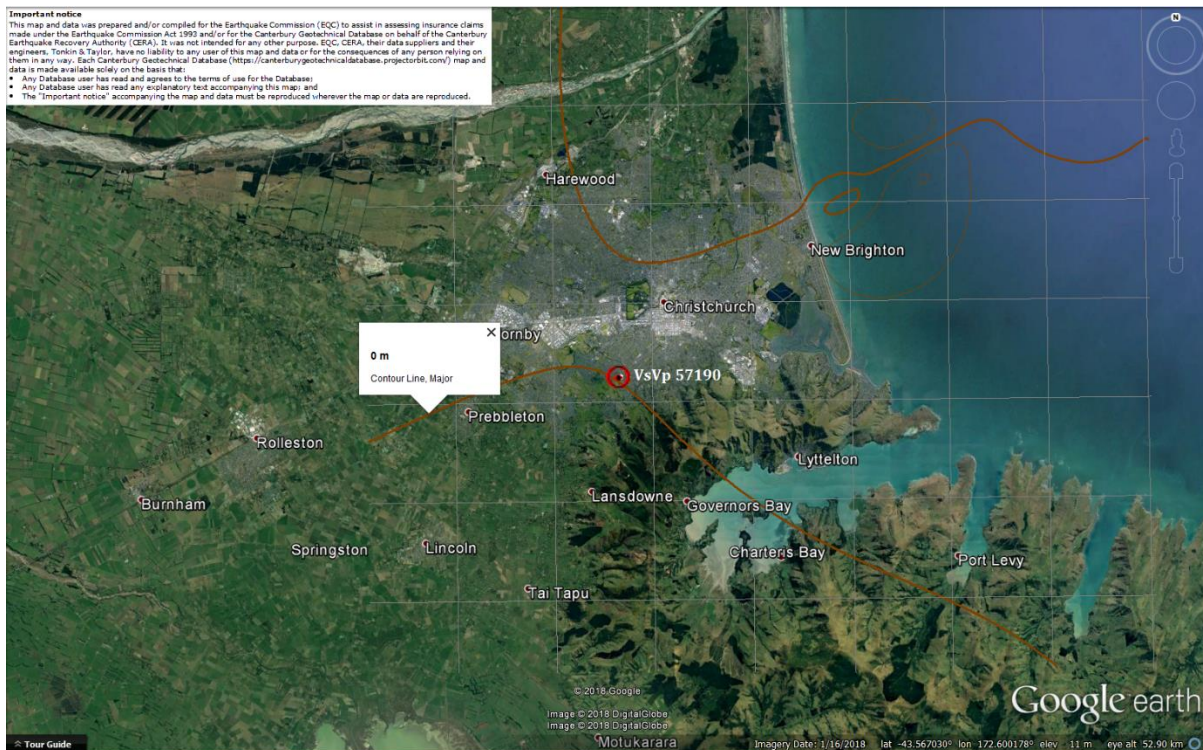 Important notice
This map and data was prepared and/or compiled for the Earthquake Commission (EQC) to assist in assessing insurance claims
made under the Earthquake Commission Act 1993 and/or for the Canterbury Geotechnical Database on behalf of the Canterbury
Earthquake Recovery Authority (CERA). It was not intended for any other purpose. EQC, CERA, their data suppliers and their
engineers, Tonkin & Taylor, have no liability to any user of this map and data or for the consequences of any person relying on
them in any way. Each Canterbury Geotechnical Database (https://canterburygeotechnicaldatabase.projectorbit.com/) map and
data is made available solely on the basis that:
• Any Database user has read and agrees to the terms of use for the Database;
• Any Database user has read any explanatory text accompanying this map; and
• The "Important notice" accompanying the map and data must be reproduced wherever the map or data are reproduced.
N
Harewood
New Brighton
Christchurch
ornby
0 m
Contour Line, Major
VsVp 57190
Prebbleton
Rolleston
Lyttelton
Burnham
Lansdowne
Governors Bay
Springston
Lincoln
Charteris Bay
Port Levy
Tai Tapu
© 2018 Google
Image © 2018 DigitalGlobe
Image © 2018 DigitalGlobe
Google earth
Motukarara
Tour Guide
Imagery Date: 1/16/2018 lat -43.567030° lon 172.600178° elev 11 m eye alt 52.90 km